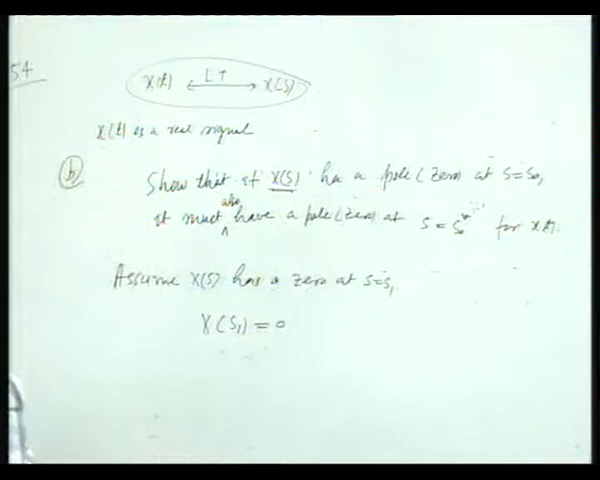 54
x(t) ←LT→ X(s)
x(t) is a real signal
(b) Show that if X(s) has a pole (zero) at s=s₀,
it must also have a pole (zero) at s = s₀* for x(t).
Assume X(s) has a zero at s=s₁
X(s₁) = 0